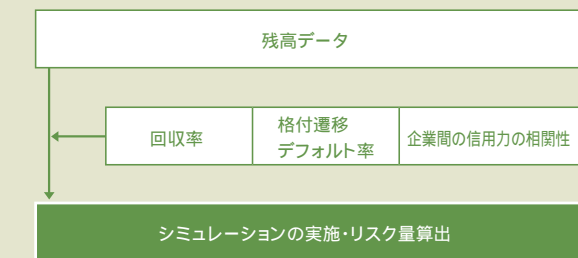 残高データ
回収率
格付遷移
デフォルト率
企業間の信用力の相関性
シミュレーションの実施・リスク量算出